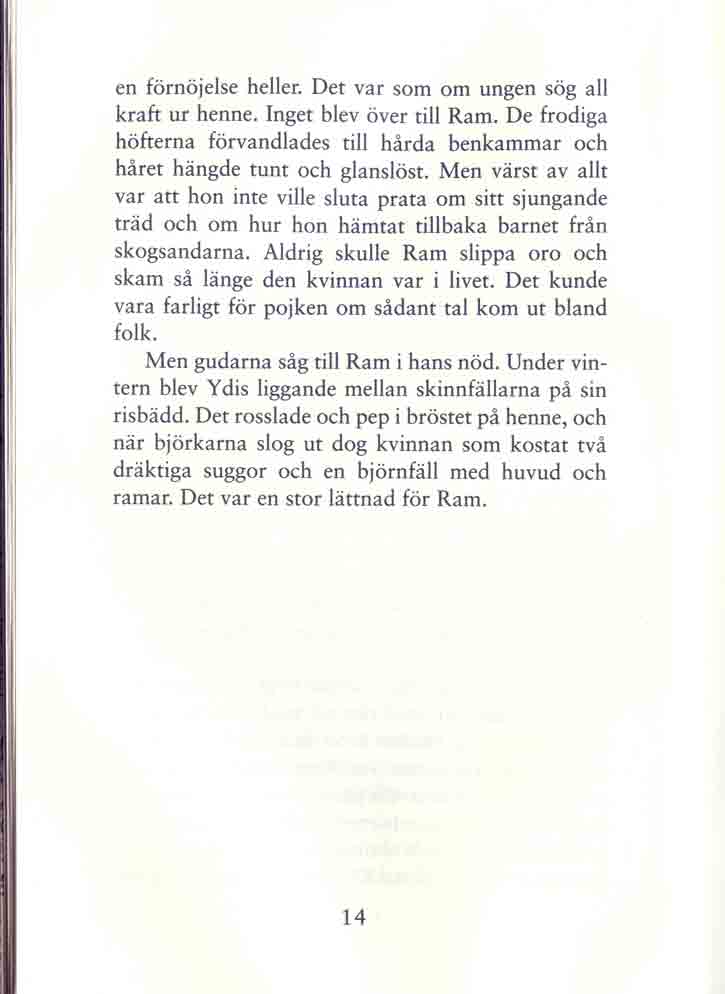 en förnöjelse heller. Det var som om ungen sög all
kraft ur henne. Inget blev över till Ram. De frodiga
höfterna förvandlades till hårda benkammar och
håret hängde tunt och glanslöst. Men värst av allt
var att hon inte ville sluta prata om sitt sjungande
träd och om hur hon hämtat tillbaka barnet från
skogsandarna. Aldrig skulle Ram slippa oro och
skam så länge den kvinnan var i livet. Det kunde
vara farligt för pojken om sådant tal kom ut bland
folk.
Men gudarna såg till Ram i hans nöd. Under vin-
tern blev Ydis liggande mellan skinnfällarna på sin
risbädd. Det rosslade och pep i bröstet på henne, och
när björkarna slog ut dog kvinnan som kostat två
dräktiga suggor och en björnfäll med huvud och
ramar. Det var en stor lättnad för Ram.
14